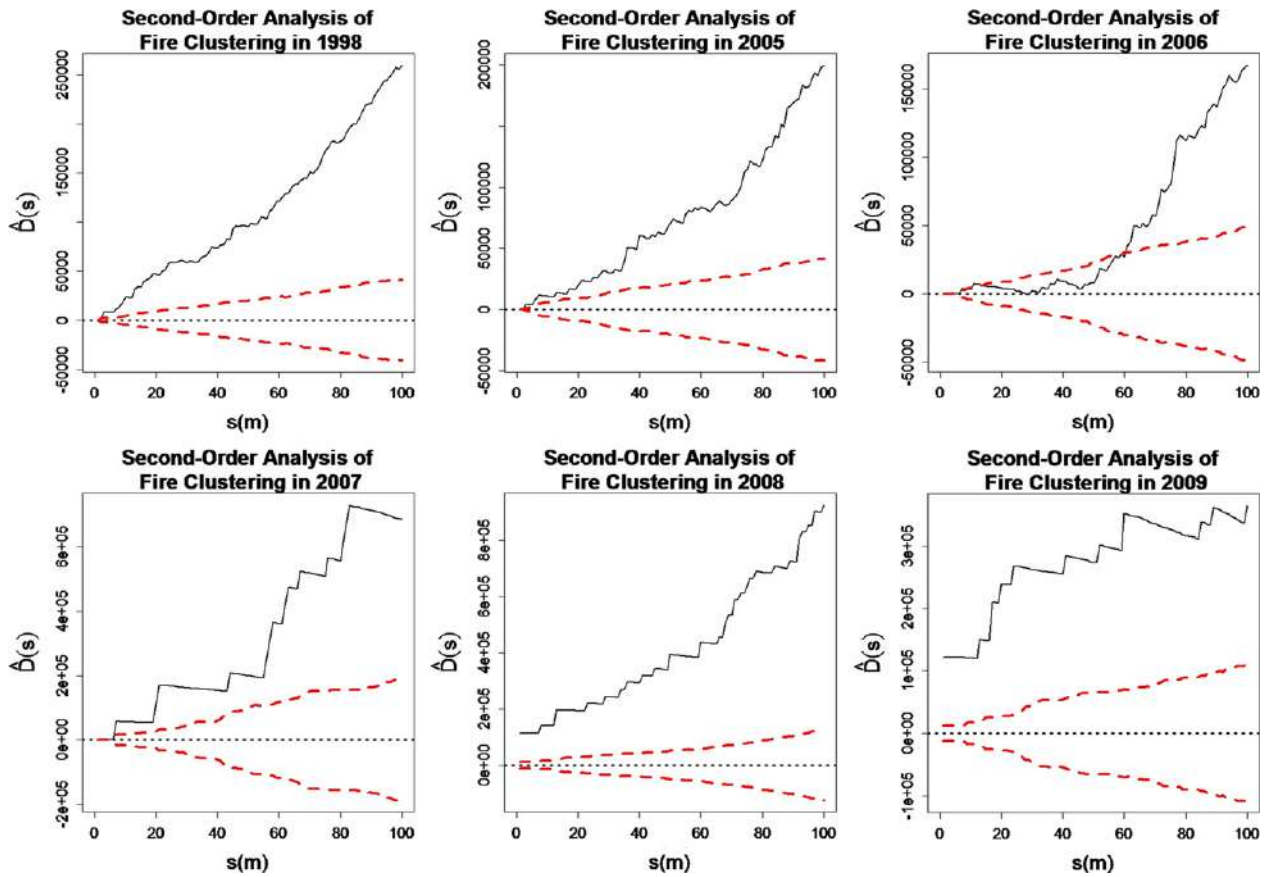 Second-Order Analysis of
Fire Clustering in 1998
D̂(s)
250000
150000
50000
0
-50000
0 20 40 60 80 100
s(m)
Second-Order Analysis of
Fire Clustering in 2005
D̂(s)
200000
150000
100000
50000
0
-50000
0 20 40 60 80 100
s(m)
Second-Order Analysis of
Fire Clustering in 2006
D̂(s)
150000
100000
50000
0
-50000
0 20 40 60 80 100
s(m)
Second-Order Analysis of
Fire Clustering in 2007
D̂(s)
6e+05
4e+05
2e+05
0e+00
-2e+05
0 20 40 60 80 100
s(m)
Second-Order Analysis of
Fire Clustering in 2008
D̂(s)
8e+05
6e+05
4e+05
2e+05
0e+00
0 20 40 60 80 100
s(m)
Second-Order Analysis of
Fire Clustering in 2009
D̂(s)
3e+05
2e+05
1e+05
0e+00
-1e+05
0 20 40 60 80 100
s(m)